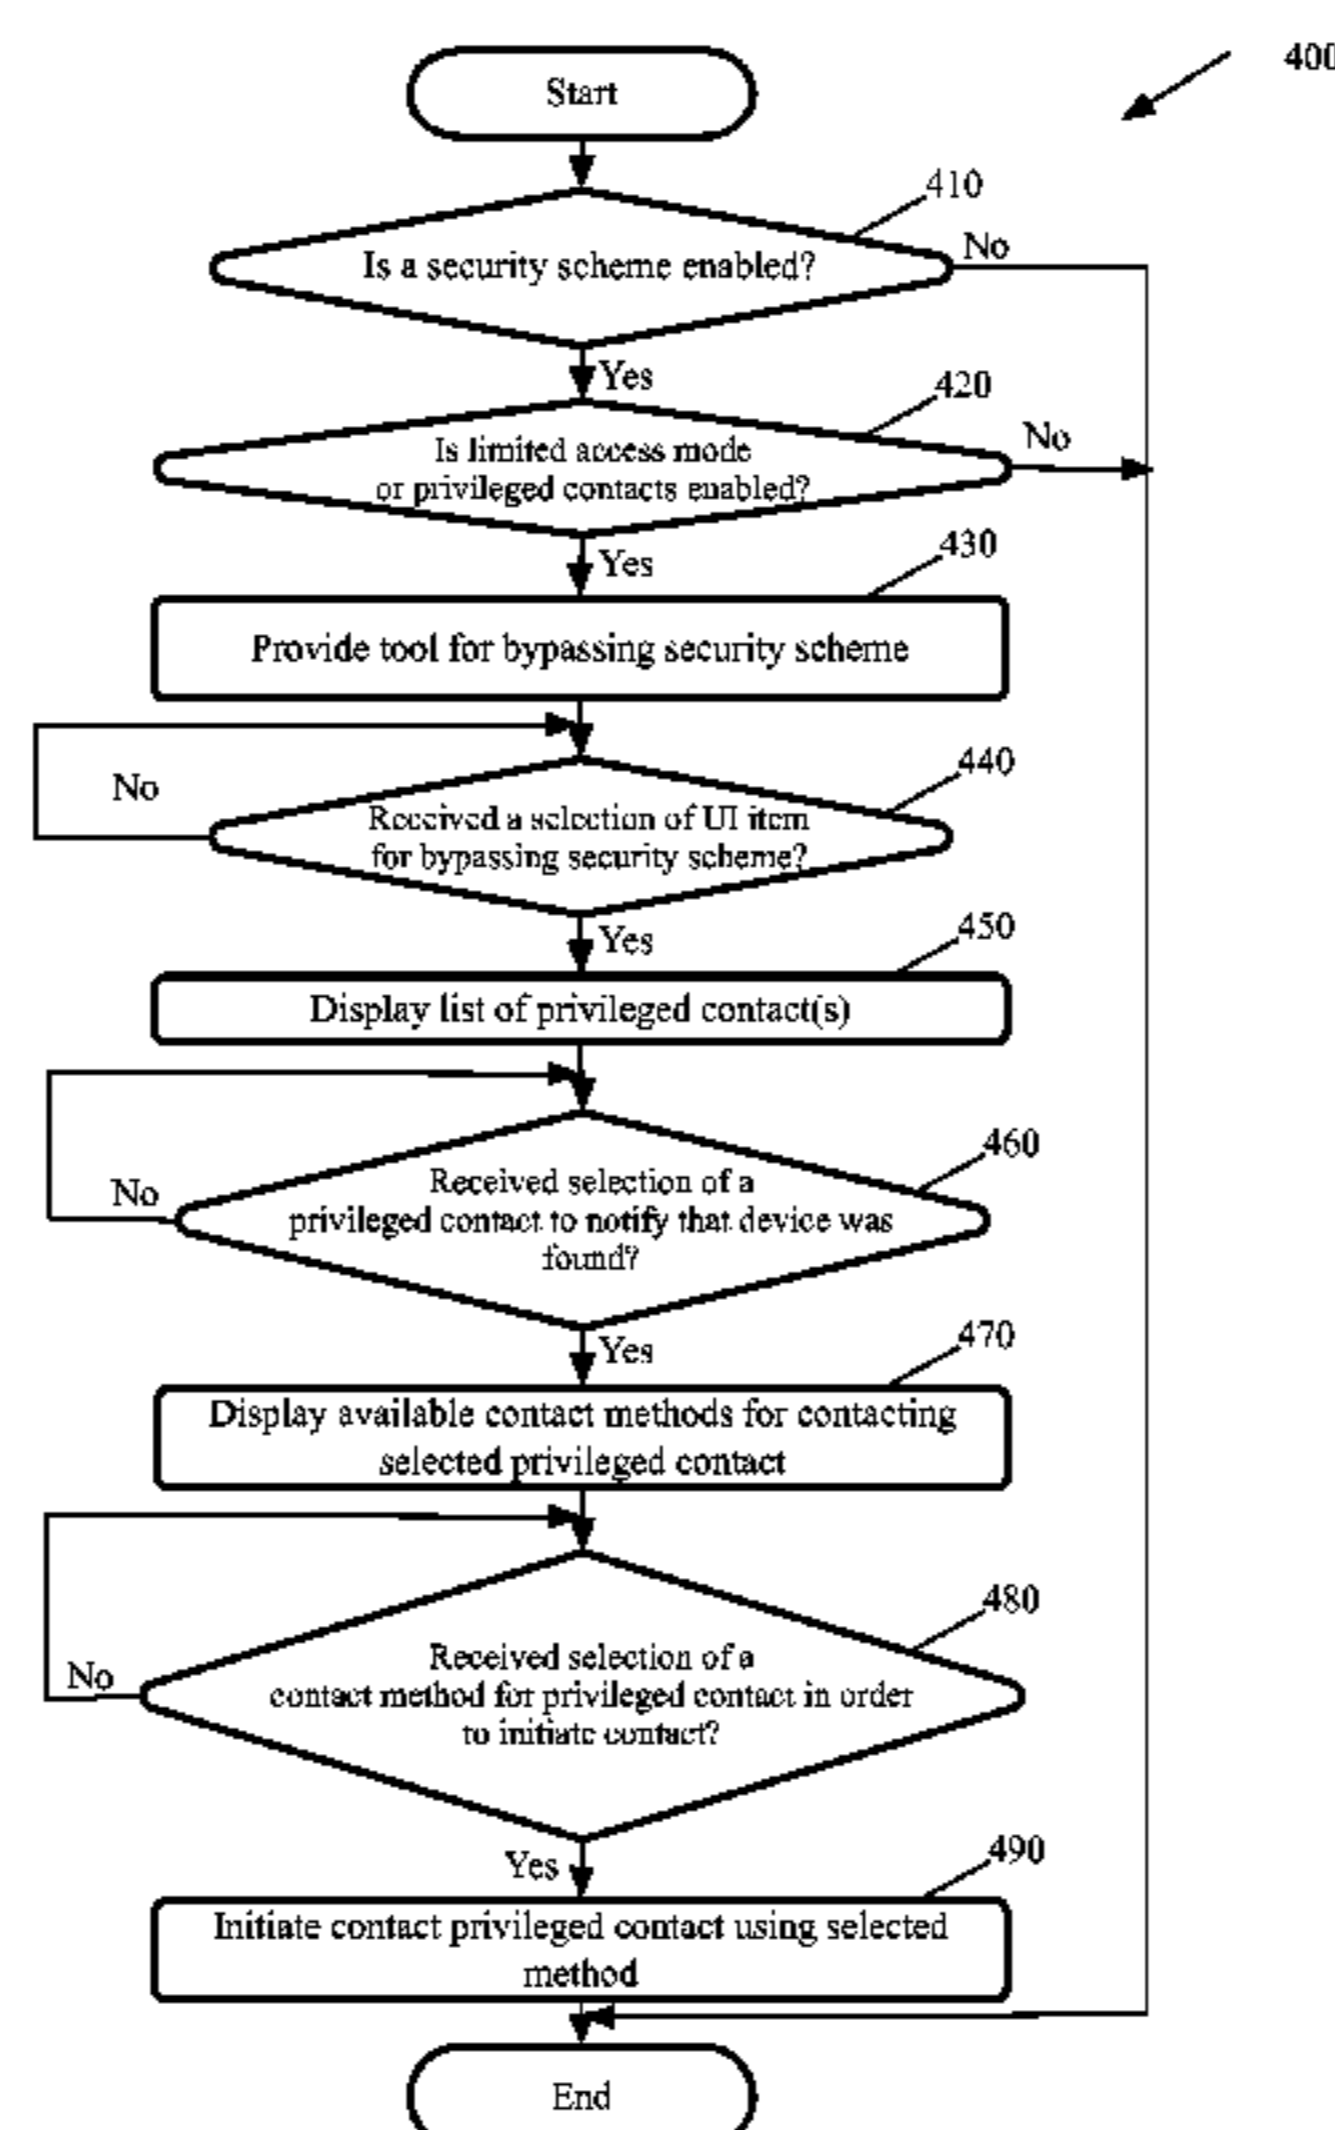 400
Start
410
Is a security scheme enabled?
No
Yes
420
Is limited access mode
or privileged contacts enabled?
No
Yes
430
Provide tool for bypassing security scheme
No
440
Received a selection of UI item
for bypassing security scheme?
Yes
450
Display list of privileged contact(s)
460
No
Received selection of a
privileged contact to notify that device was
found?
Yes
470
Display available contact methods for contacting
selected privileged contact
480
No
Received selection of a
contact method for privileged contact in order
to initiate contact?
Yes
490
Initiate contact privileged contact using selected
method
End